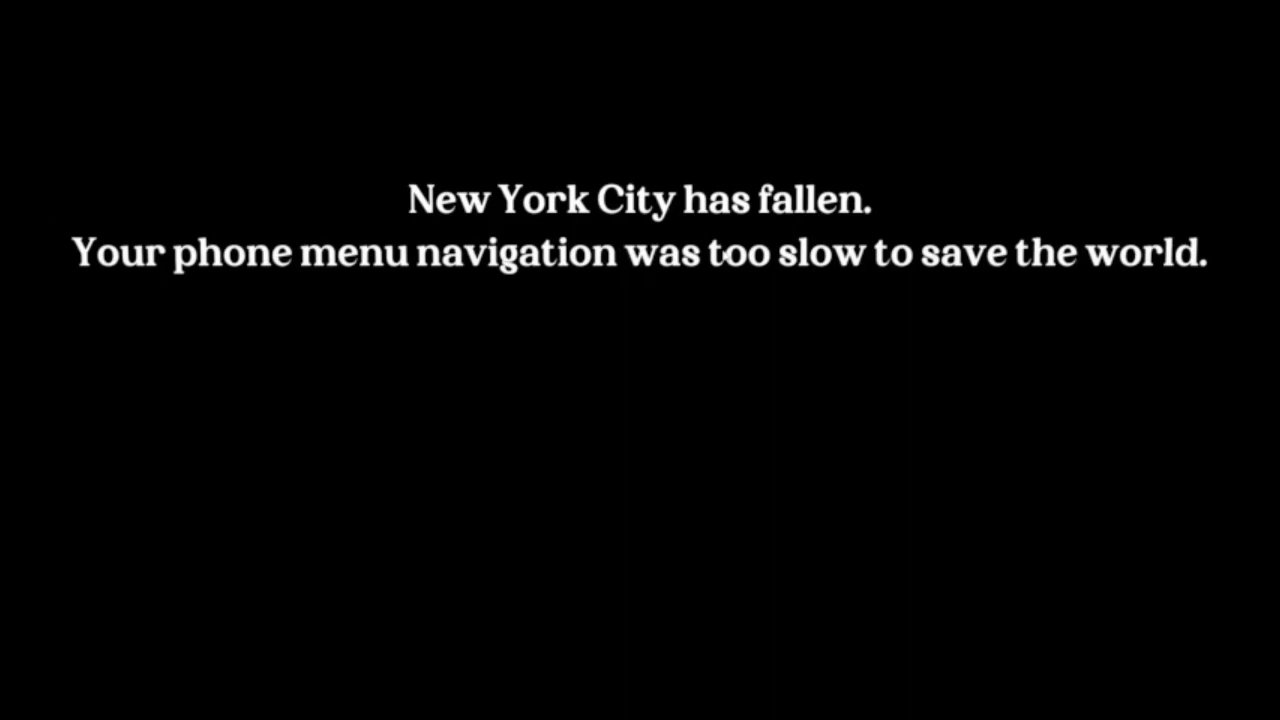 New York City has fallen.
Your phone menu navigation was too slow to save the world.